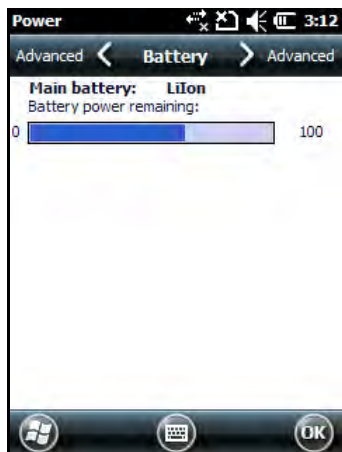 Power 3:12
Advanced Battery Advanced
Main battery: LiIon
Battery power remaining:
0 100
OK